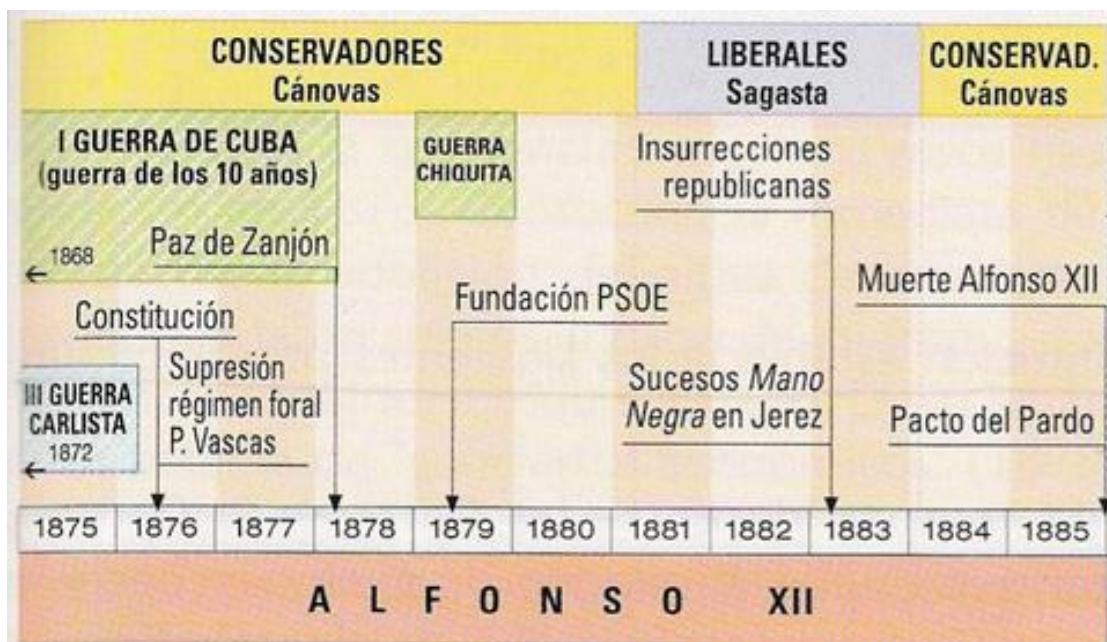 CONSERVADORES
Cánovas
LIBERALES
Sagasta
CONSERVAD.
Cánovas
I GUERRA DE CUBA
(guerra de los 10 años)
1868
←
Paz de Zanjón
GUERRA
CHIQUITA
Insurrecciones
republicanas
Muerte Alfonso XII
Constitución
Fundación PSOE
III GUERRA
CARLISTA
1872
←
Supresión
régimen foral
P. Vascas
Sucesos Mano
Negra en Jerez
Pacto del Pardo
1875 1876 1877 1878 1879 1880 1881 1882 1883 1884 1885
ALFONSO XII